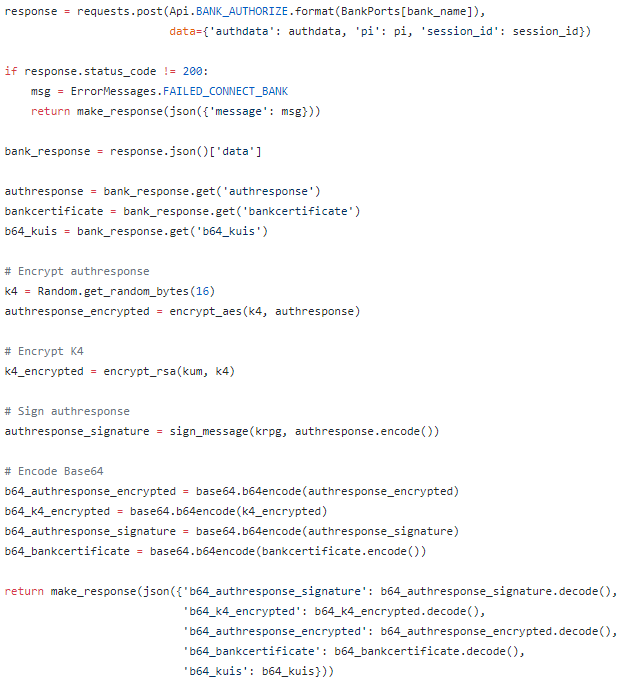 response = requests.post(Api.BANK_AUTHORIZE.format(BankPorts[bank_name]),
                         data={'authdata': authdata, 'pi': pi, 'session_id': session_id})

if response.status_code != 200:
    msg = ErrorMessages.FAILED_CONNECT_BANK
    return make_response(json({'message': msg}))

bank_response = response.json()['data']

authresponse = bank_response.get('authresponse')
bankcertificate = bank_response.get('bankcertificate')
b64_kuis = bank_response.get('b64_kuis')

# Encrypt authresponse
k4 = Random.get_random_bytes(16)
authresponse_encrypted = encrypt_aes(k4, authresponse)

# Encrypt K4
k4_encrypted = encrypt_rsa(kum, k4)

# Sign authresponse
authresponse_signature = sign_message(krpg, authresponse.encode())

# Encode Base64
b64_authresponse_encrypted = base64.b64encode(authresponse_encrypted)
b64_k4_encrypted = base64.b64encode(k4_encrypted)
b64_authresponse_signature = base64.b64encode(authresponse_signature)
b64_bankcertificate = base64.b64encode(bankcertificate.encode())

return make_response(json({'b64_authresponse_signature': b64_authresponse_signature.decode(),
                           'b64_k4_encrypted': b64_k4_encrypted.decode(),
                           'b64_authresponse_encrypted': b64_authresponse_encrypted.decode(),
                           'b64_bankcertificate': b64_bankcertificate.decode(),
                           'b64_kuis': b64_kuis}))